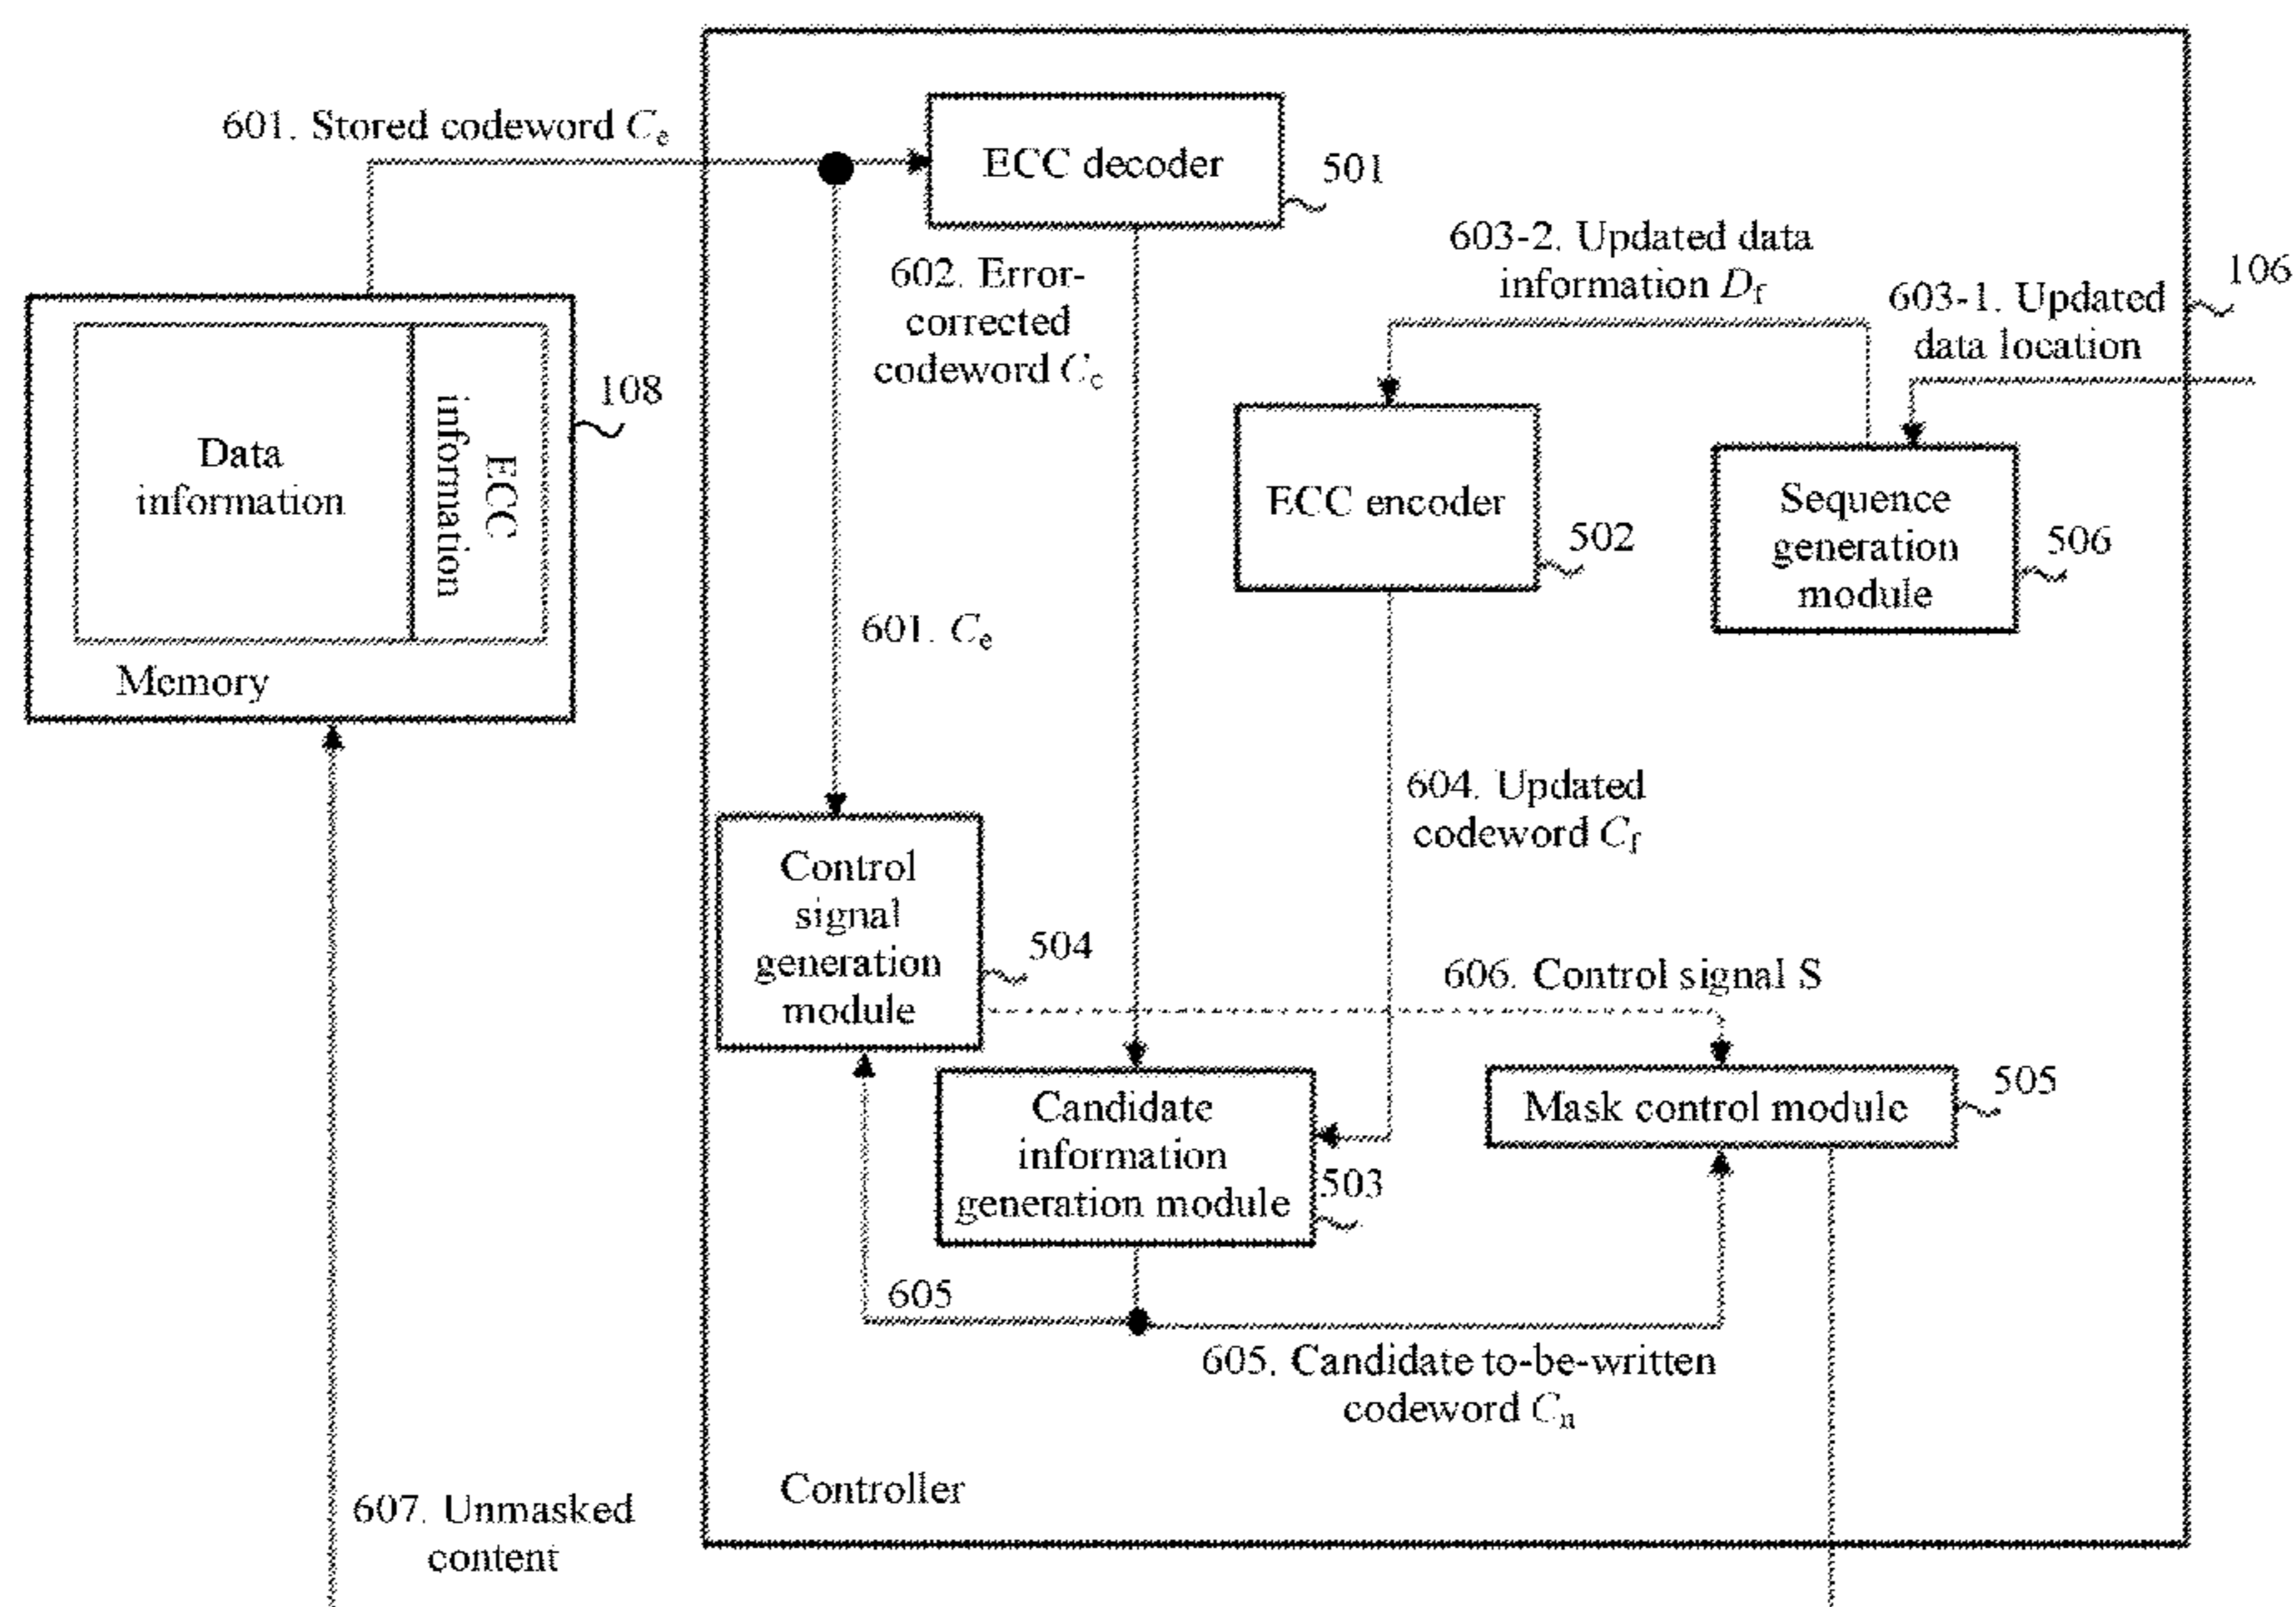 601. Stored codeword Ce
ECC decoder
501
602. Error-
corrected
codeword Cc
603-2. Updated data
information Df
603-1. Updated
data location
106
Data
information
ECC
information
108
Memory
ECC encoder
502
Sequence
generation
module
506
601. Ce
604. Updated
codeword Cf
Control
signal
generation
module
504
606. Control signal S
Candidate
information
generation module
503
Mask control module
505
605
605. Candidate to-be-written
codeword Cn
Controller
607. Unmasked
content